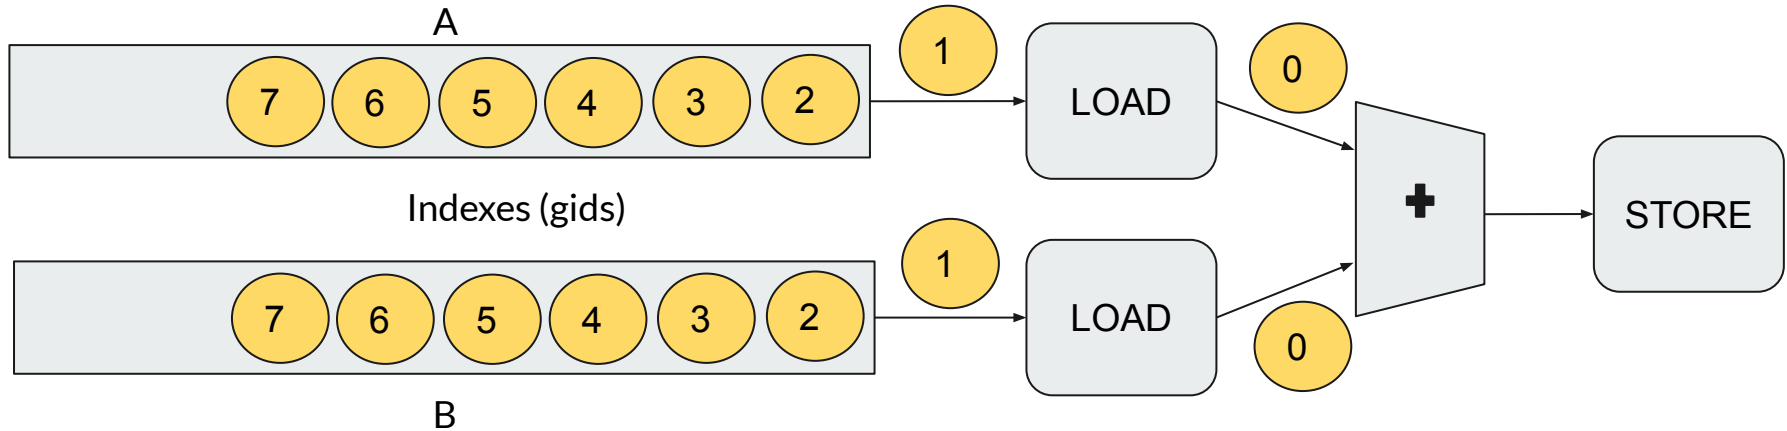 A
7 6 5 4 3 2 1 LOAD 0
Indexes (gids)
+ STORE
7 6 5 4 3 2 1 LOAD 0
B